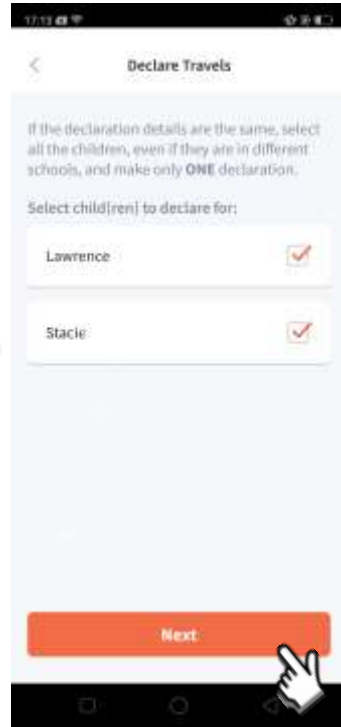 17:13
Declare Travels
If the declaration details are the same, select
all the children, even if they are in different
schools, and make only ONE declaration.
Select child(ren) to declare for:
Lawrence
Stacie
Next